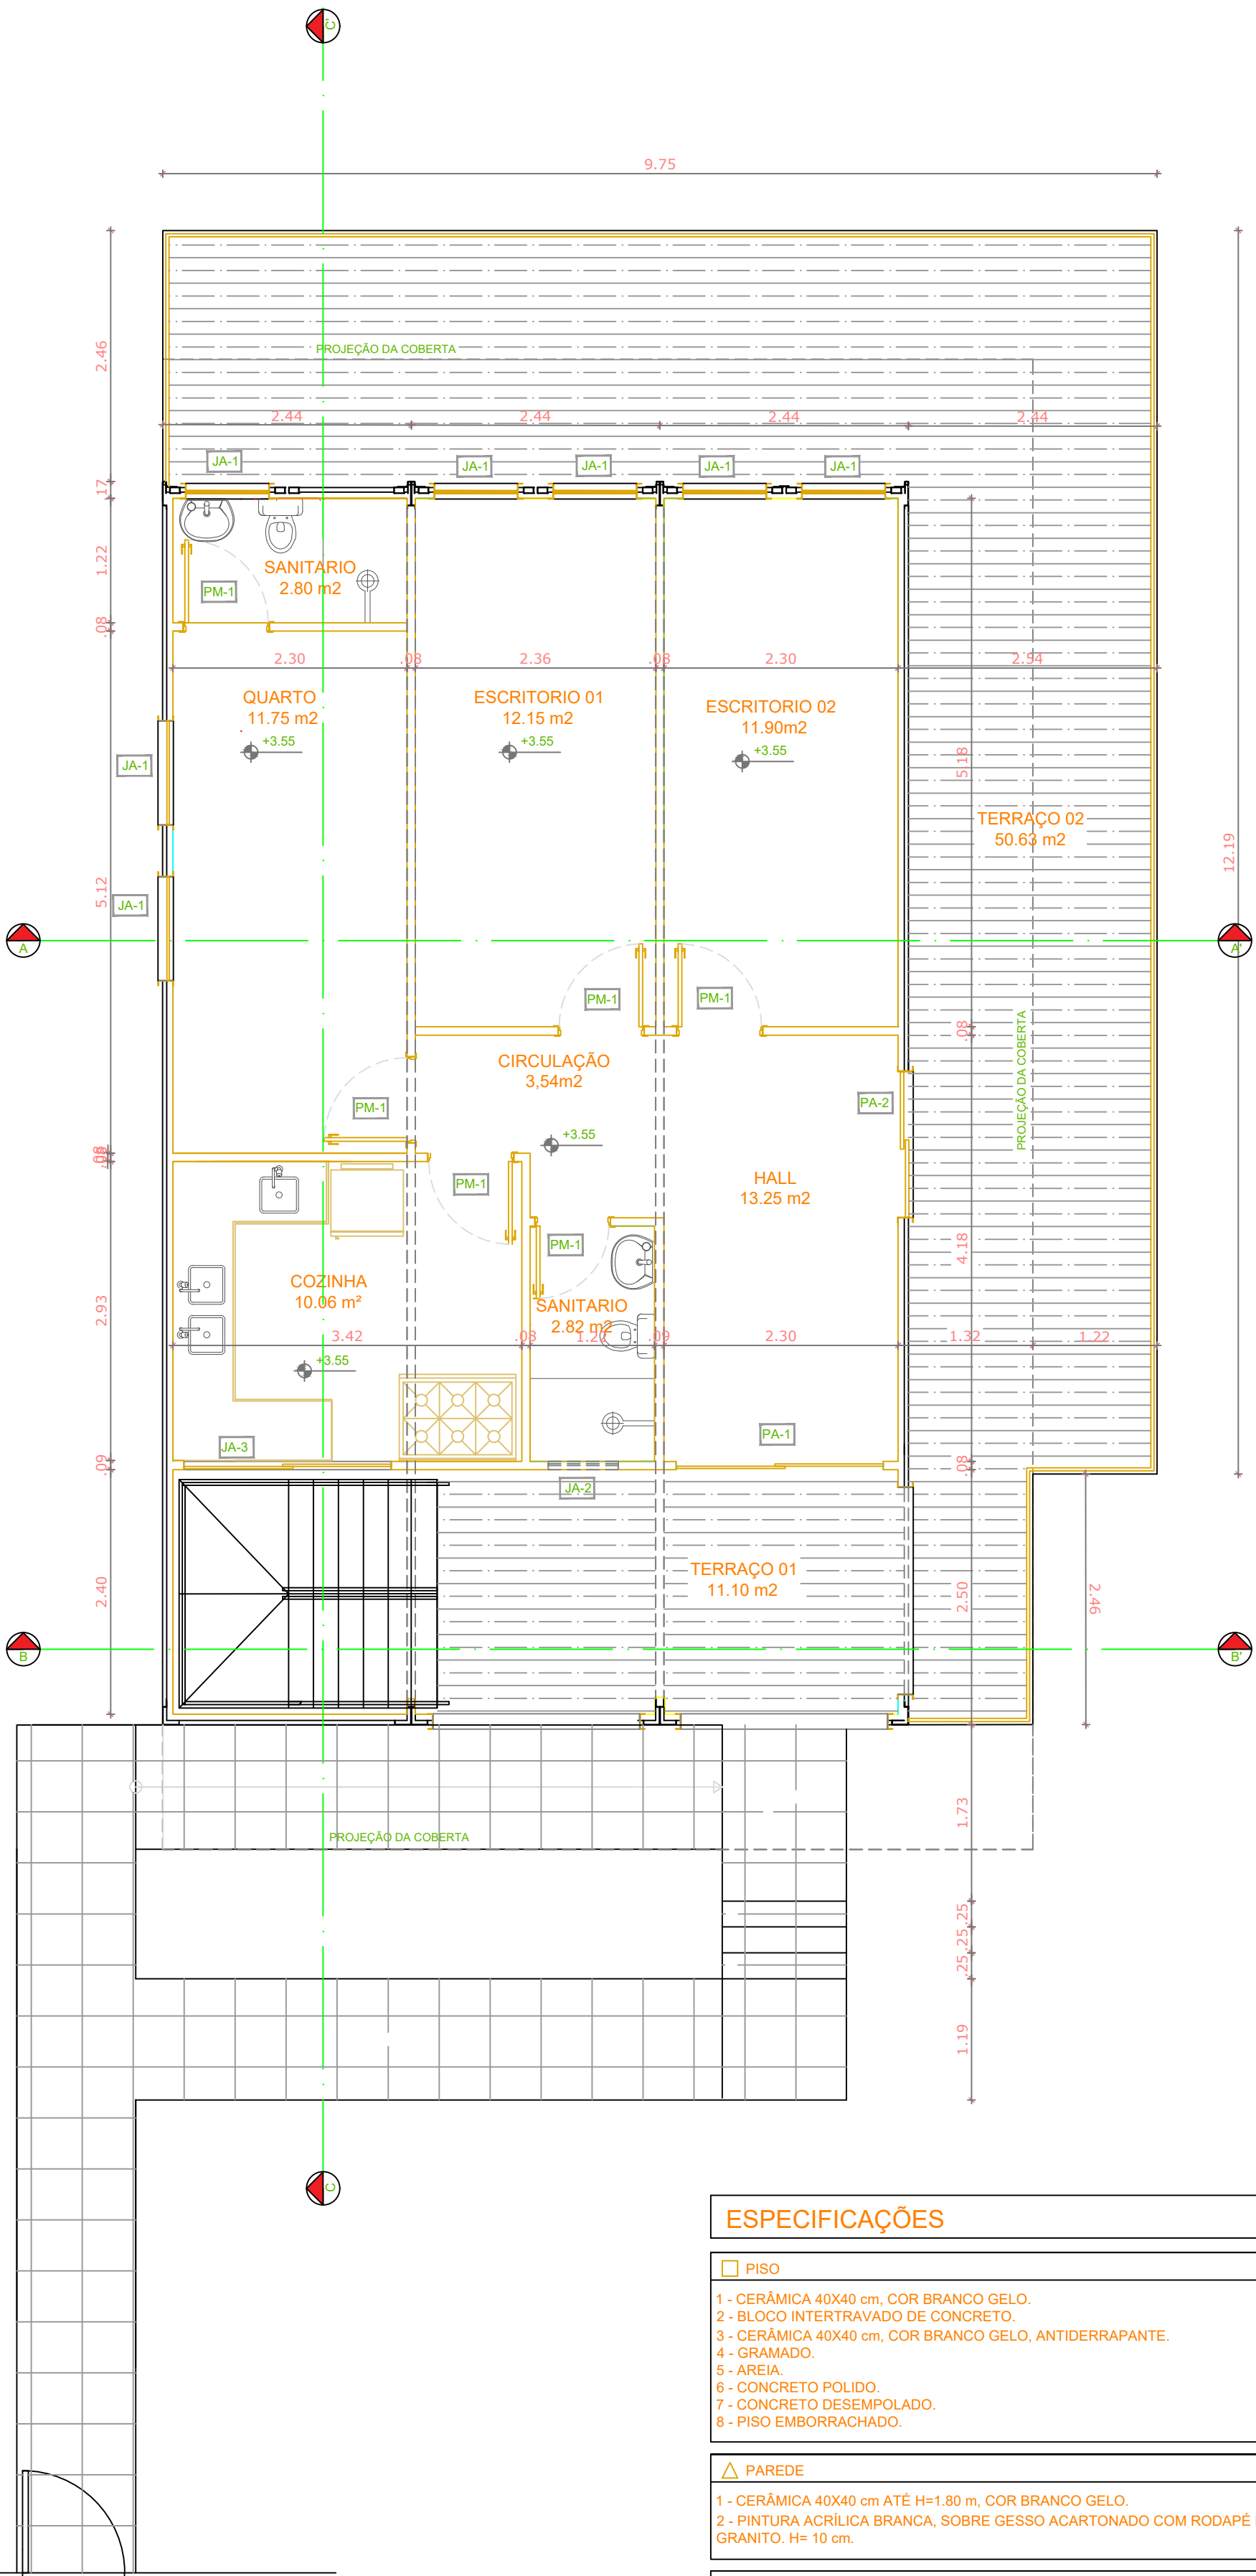 C'
9.75
2.46
PROJEÇÃO DA COBERTA
2.44
2.44
2.44
2.44
JA-1
JA-1
JA-1
JA-1
JA-1
.17
1.22
SANITARIO
2.80 m2
PM-1
.08
2.30
.08
2.36
.08
2.30
2.54
QUARTO
11.75 m2
+3.55
ESCRITORIO 01
12.15 m2
+3.55
ESCRITORIO 02
11.90m2
+3.55
JA-1
5.18
TERRAÇO 02
50.63 m2
12.19
5.12
JA-1
A
A'
PM-1
PM-1
.08
PROJEÇÃO DA COBERTA
CIRCULAÇÃO
3,54m2
PM-1
PA-2
+3.55
.08
PM-1
HALL
13.25 m2
PM-1
4.18
COZINHA
10.06 m²
2.93
SANITARIO
2.82 m2
3.42
.08
1.22
.09
2.30
1.32
1.22
+3.55
JA-3
PA-1
.09
.08
JA-2
TERRAÇO 01
11.10 m2
2.40
2.50
2.46
B
B'
1.73
PROJEÇÃO DA COBERTA
.25
.25
.25
1.19
C
ESPECIFICAÇÕES
PISO
1 - CERÂMICA 40X40 cm, COR BRANCO GELO.
2 - BLOCO INTERTRAVADO DE CONCRETO.
3 - CERÂMICA 40X40 cm, COR BRANCO GELO, ANTIDERRAPANTE.
4 - GRAMADO.
5 - AREIA.
6 - CONCRETO POLIDO.
7 - CONCRETO DESEMPOLADO.
8 - PISO EMBORRACHADO.
PAREDE
1 - CERÂMICA 40X40 cm ATÉ H=1.80 m, COR BRANCO GELO.
2 - PINTURA ACRÍLICA BRANCA, SOBRE GESSO ACARTONADO COM RODAPÉ
GRANITO. H= 10 cm.